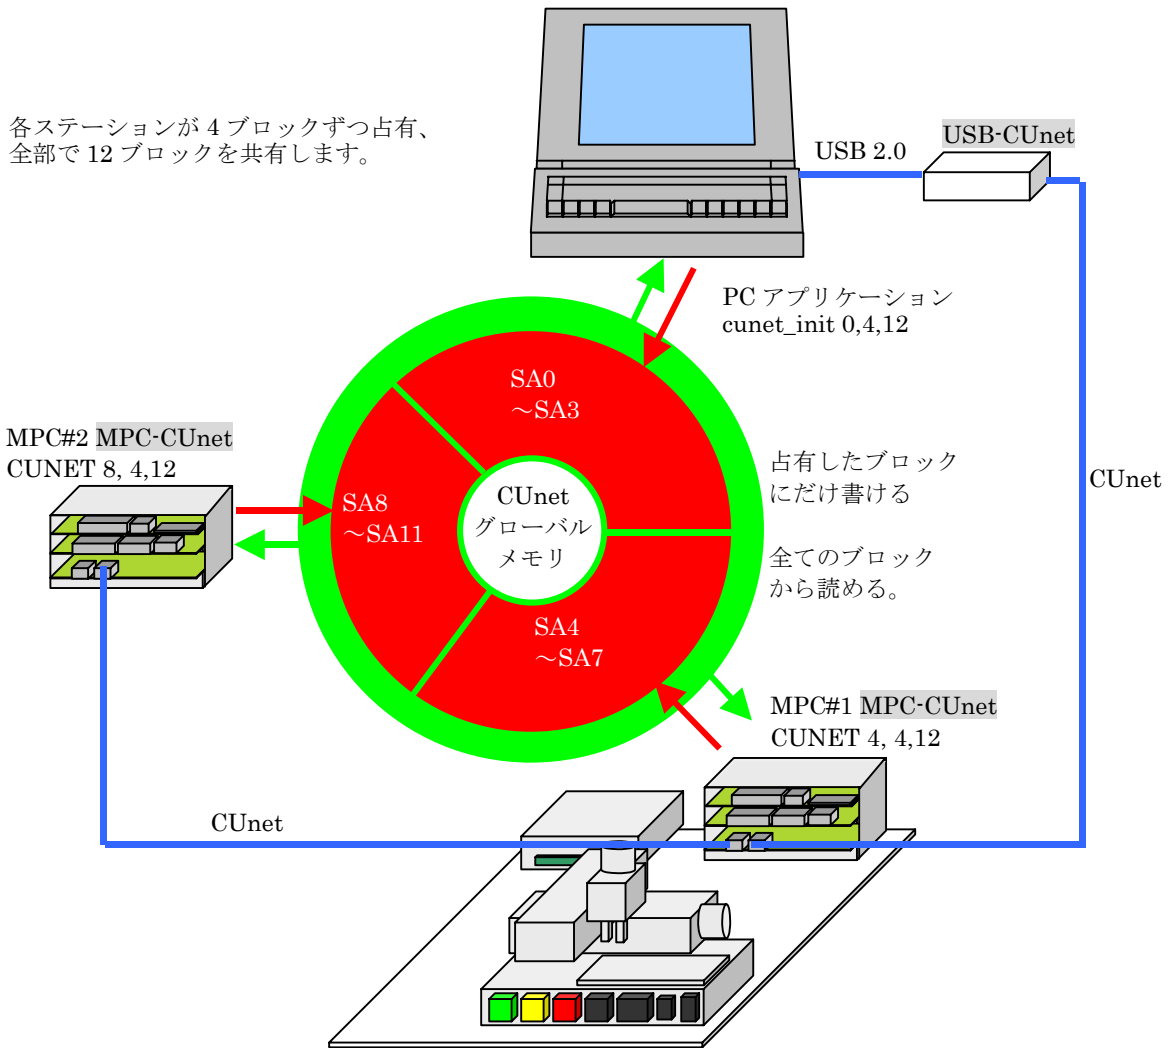 各ステーションが 4 ブロックずつ占有、
全部で 12 ブロックを共有します。
USB-CUnet
USB 2.0
PC アプリケーション
cunet_init 0,4,12
SA0
～SA3
MPC#2 MPC-CUnet
CUNET 8, 4,12
占有したブロック
にだけ書ける
CUnet
SA8
～SA11
CUnet
グローバル
メモリ
全てのブロック
から読める。
SA4
～SA7
MPC#1 MPC-CUnet
CUNET 4, 4,12
CUnet